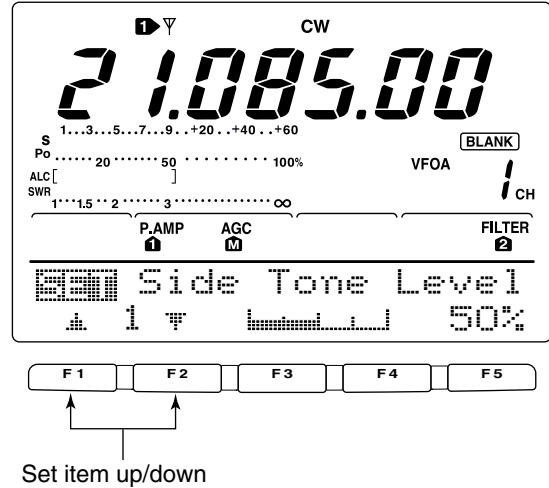 1 CW
21.085.00
S 1...3...5...7...9..+20..+40..+60
BLANK
Po ...... 20 ....... 50 .......... 100%
VFOA 1 CH
ALC
SWR 1....1.5..2 ....... 3 ............... ∞
P.AMP AGC FILTER
1 M 2
SET Side Tone Level
1 50%
F1 F2 F3 F4 F5
Set item up/down